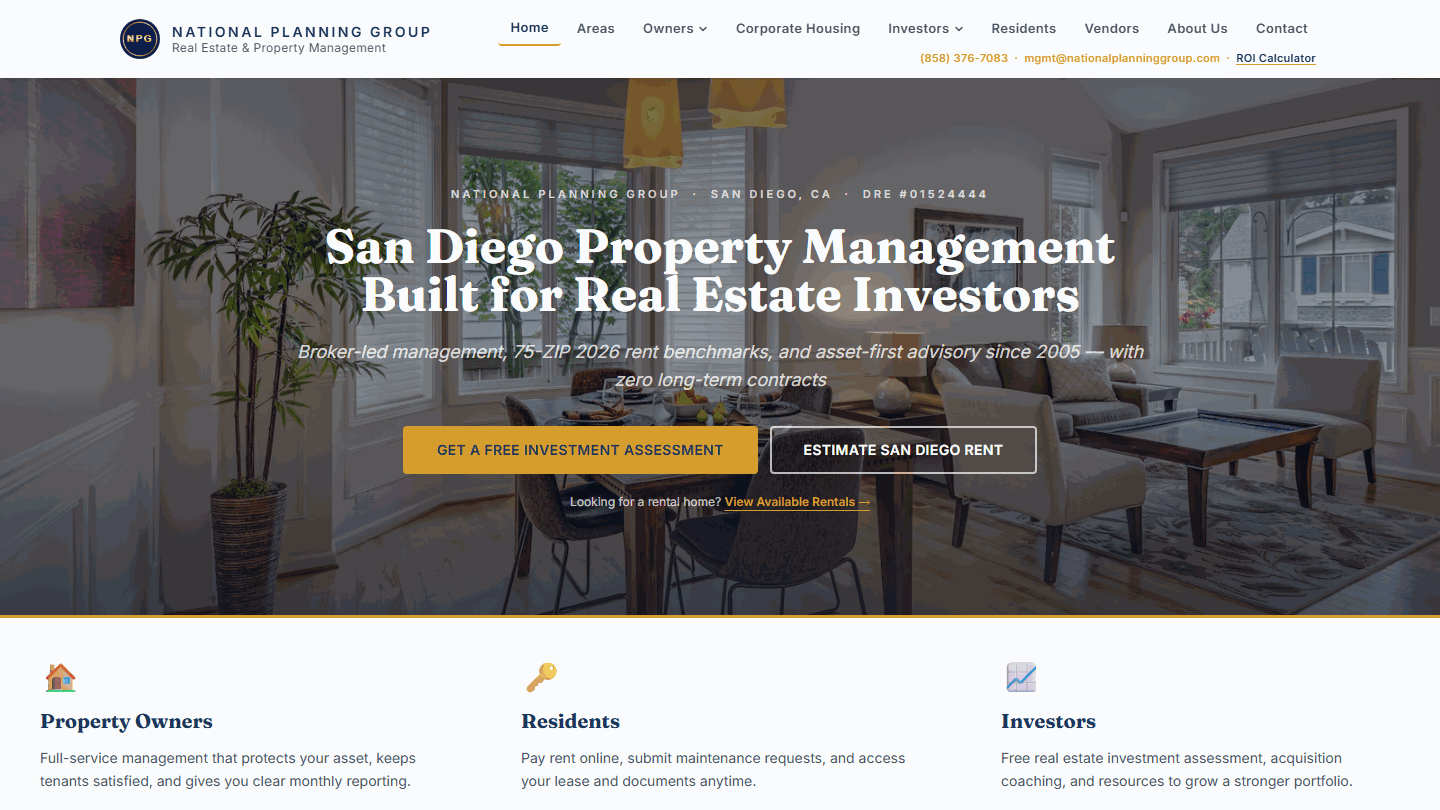 NPG
NATIONAL PLANNING GROUP
Real Estate & Property Management
Home Areas Owners Corporate Housing Investors Residents Vendors About Us Contact
(858) 376-7083 · mgmt@nationalplanninggroup.com · ROI Calculator
NATIONAL PLANNING GROUP · SAN DIEGO, CA · DRE #01524444
San Diego Property Management
Built for Real Estate Investors
Broker-led management, 75-ZIP 2026 rent benchmarks, and asset-first advisory since 2005 — with
zero long-term contracts
GET A FREE INVESTMENT ASSESSMENT
ESTIMATE SAN DIEGO RENT
Looking for a rental home? View Available Rentals →
Property Owners
Full-service management that protects your asset, keeps
tenants satisfied, and gives you clear monthly reporting.
Residents
Pay rent online, submit maintenance requests, and access
your lease and documents anytime.
Investors
Free real estate investment assessment, acquisition
coaching, and resources to grow a stronger portfolio.